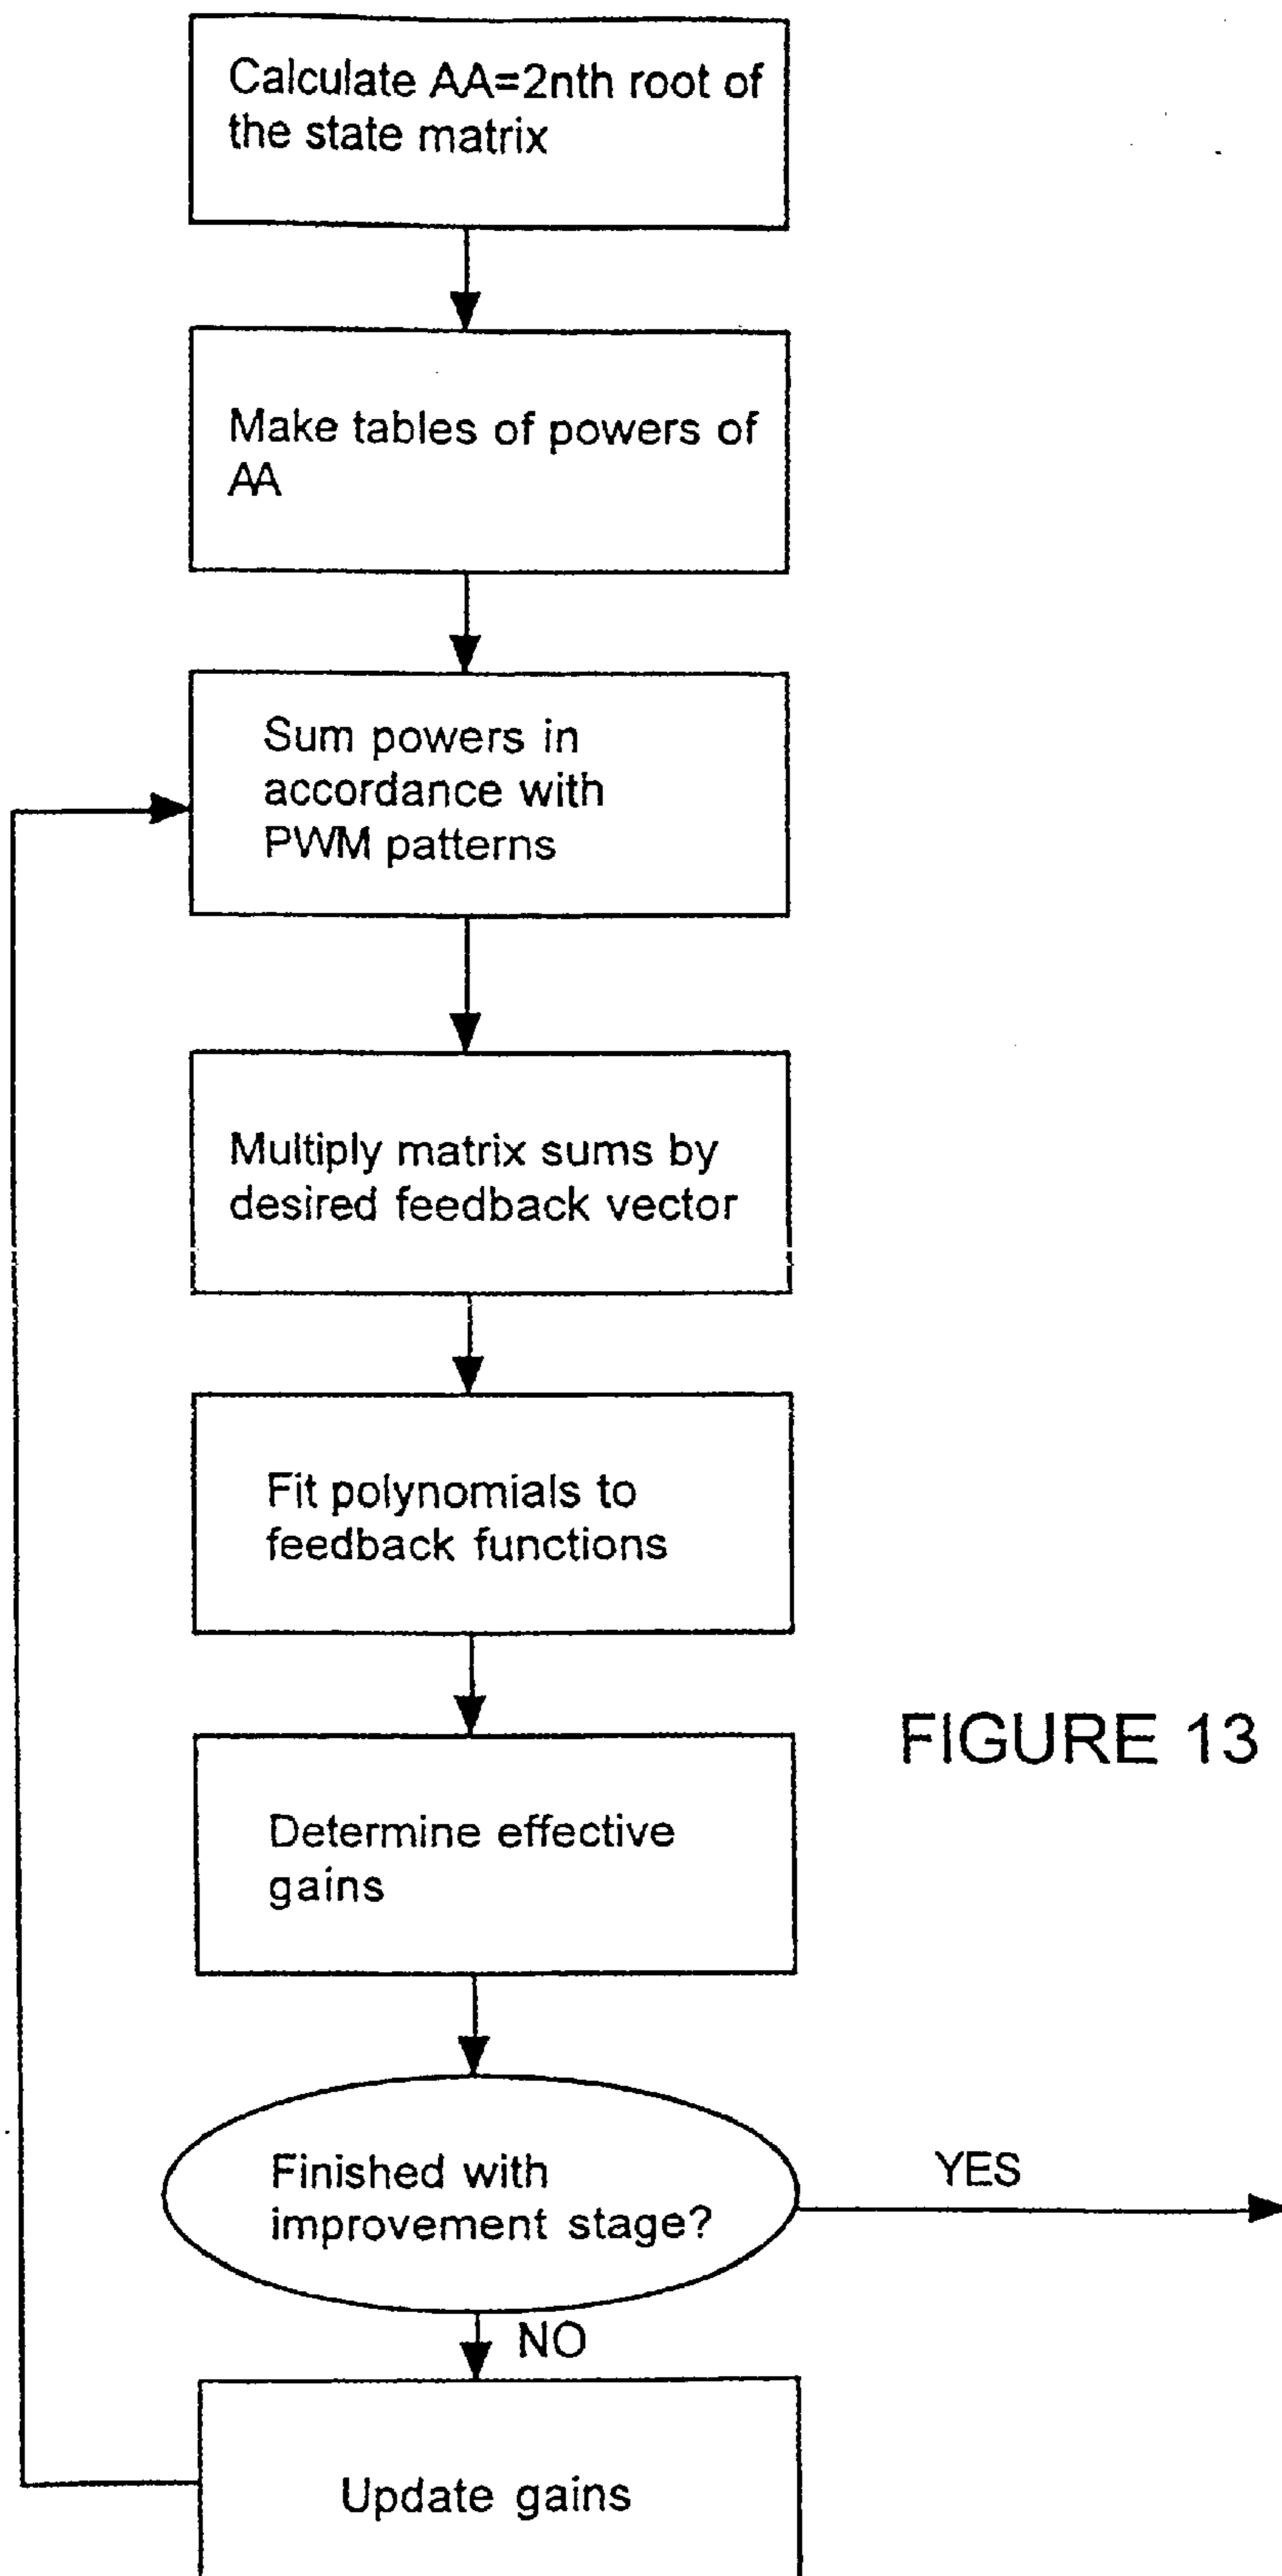 Calculate AA=2nth root of
the state matrix
Make tables of powers of
AA
Sum powers in
accordance with
PWM patterns
Multiply matrix sums by
desired feedback vector
Fit polynomials to
feedback functions
FIGURE 13
Determine effective
gains
Finished with
improvement stage?
YES
NO
Update gains